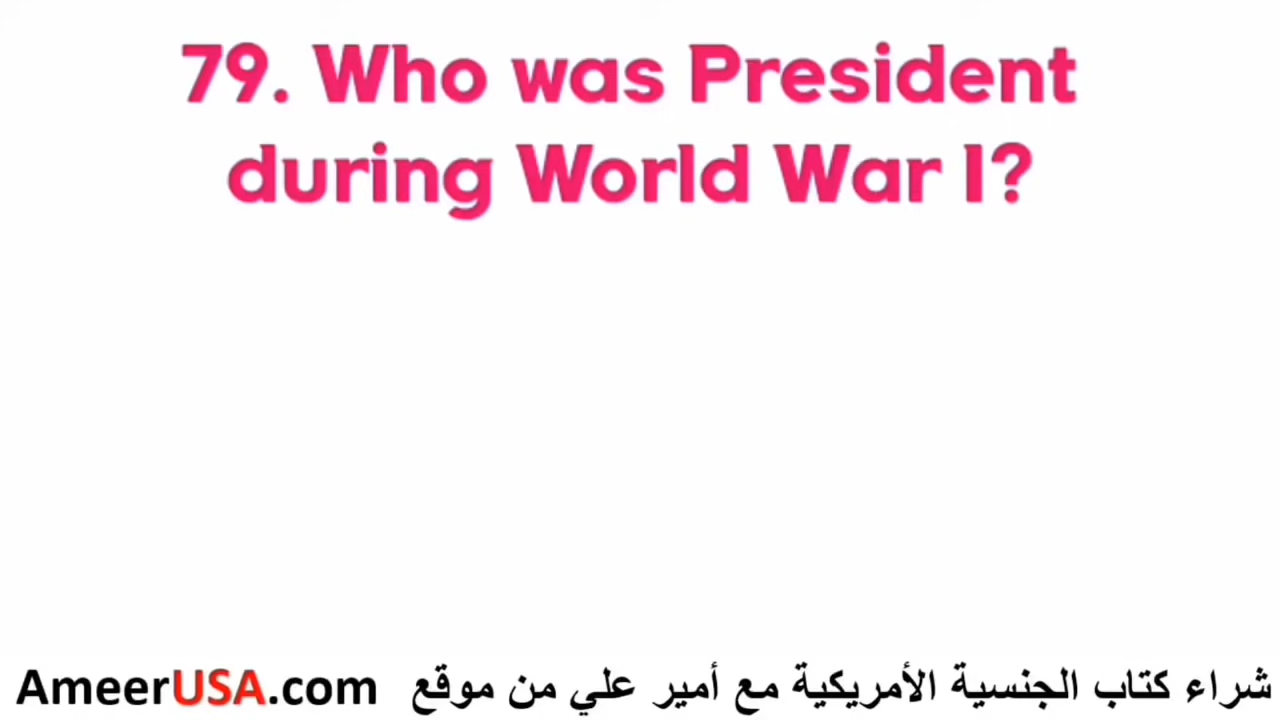 79. Who was President
during World War I?
شراء كتاب الجنسية الأمريكية مع أمير علي من موقع AmeerUSA.com